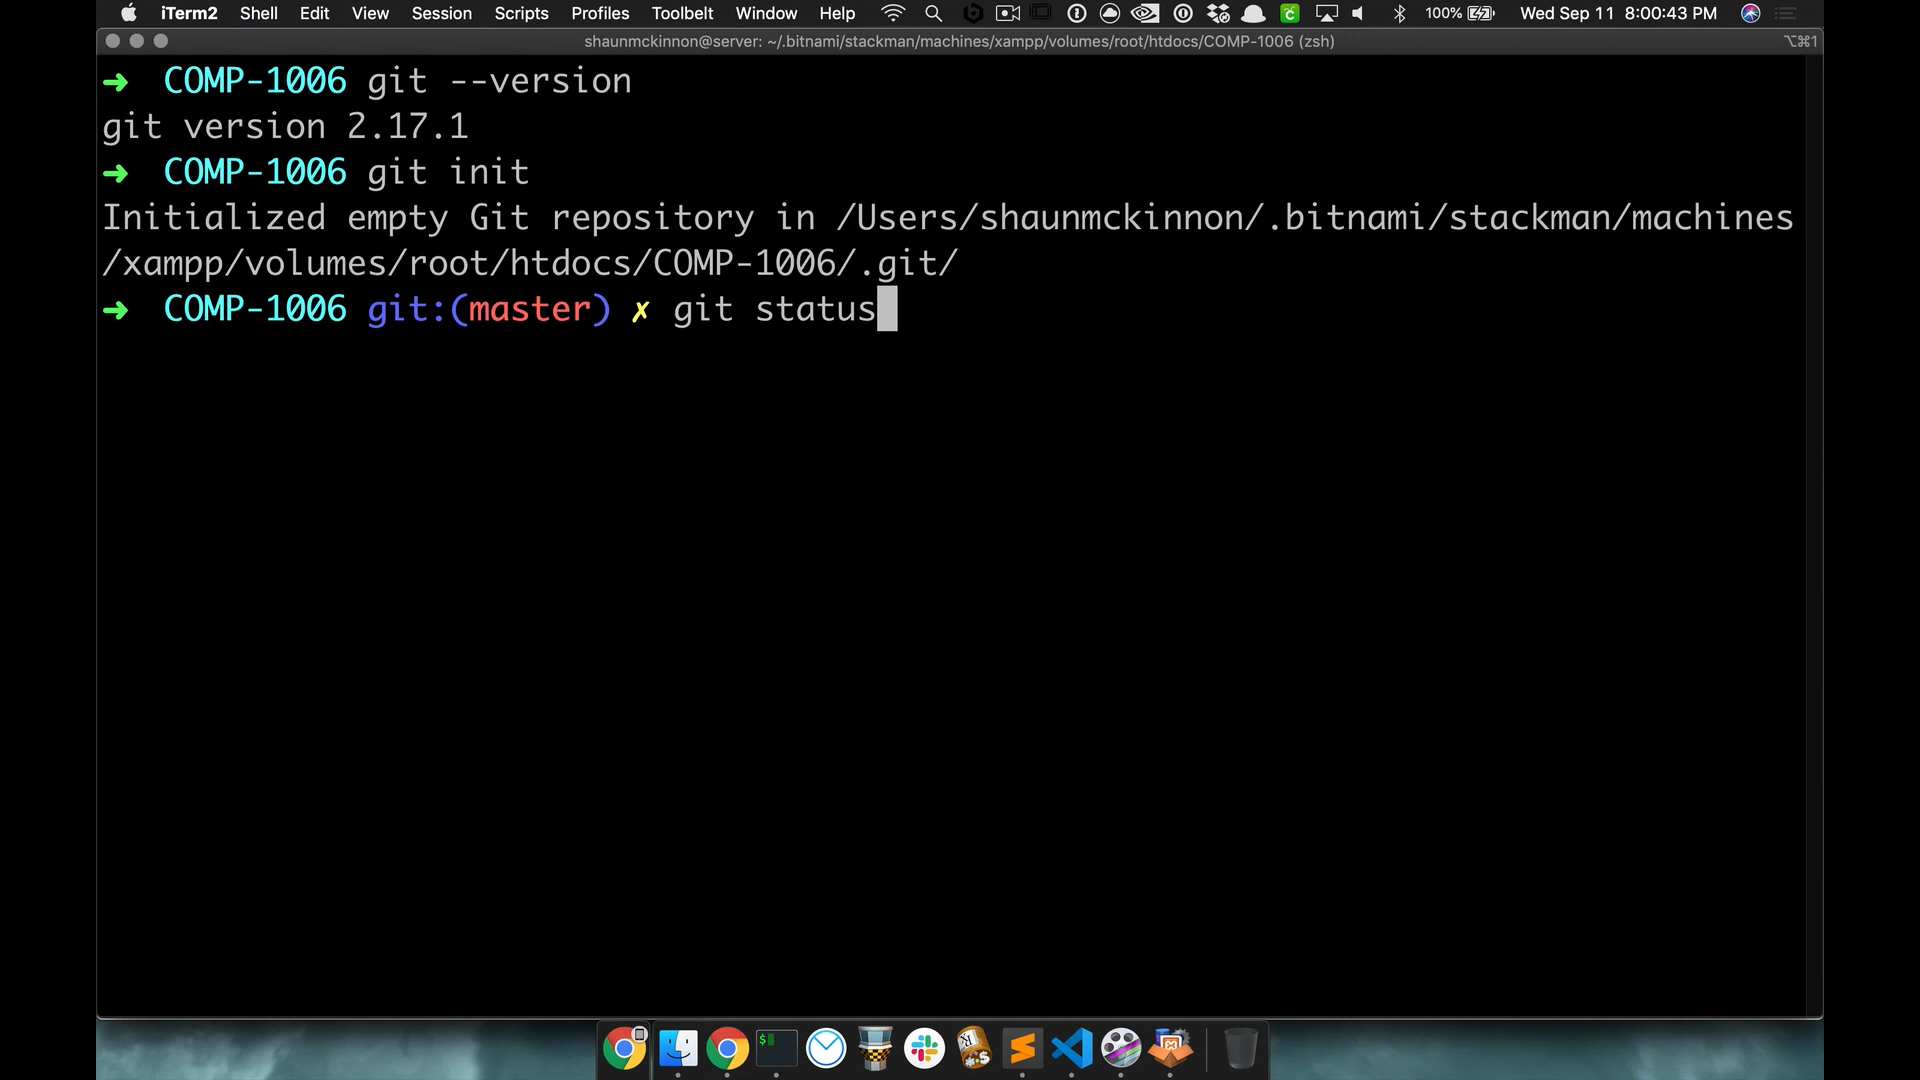 iTerm2 Shell Edit View Session Scripts Profiles Toolbelt Window Help 100% Wed Sep 11 8:00:43 PM
shaunmckinnon@server: ~/.bitnami/stackman/machines/xampp/volumes/root/htdocs/COMP-1006 (zsh) ⌥⌘1
➜ COMP-1006 git --version
git version 2.17.1
➜ COMP-1006 git init
Initialized empty Git repository in /Users/shaunmckinnon/.bitnami/stackman/machines
/xampp/volumes/root/htdocs/COMP-1006/.git/
➜ COMP-1006 git:(master) ✗ git status